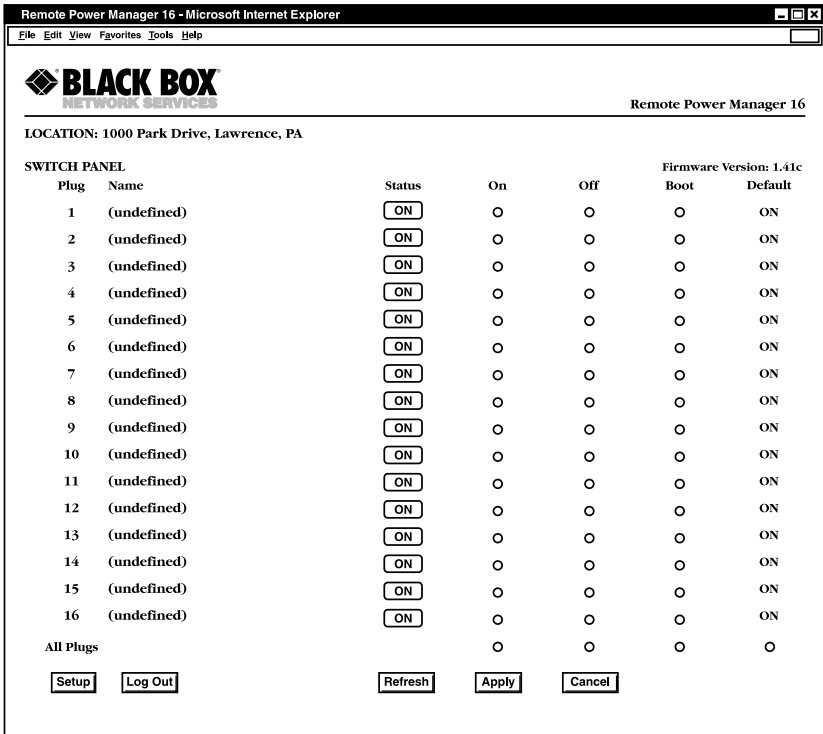 Remote Power Manager 16 - Microsoft Internet Explorer
File Edit View Favorites Tools Help
BLACK BOX®
NETWORK SERVICES
Remote Power Manager 16
LOCATION: 1000 Park Drive, Lawrence, PA
SWITCH PANEL Firmware Version: 1.41c
Plug Name Status On Off Boot Default
1 (undefined) ON ON
2 (undefined) ON ON
3 (undefined) ON ON
4 (undefined) ON ON
5 (undefined) ON ON
6 (undefined) ON ON
7 (undefined) ON ON
8 (undefined) ON ON
9 (undefined) ON ON
10 (undefined) ON ON
11 (undefined) ON ON
12 (undefined) ON ON
13 (undefined) ON ON
14 (undefined) ON ON
15 (undefined) ON ON
16 (undefined) ON ON
All Plugs
Setup Log Out Refresh Apply Cancel